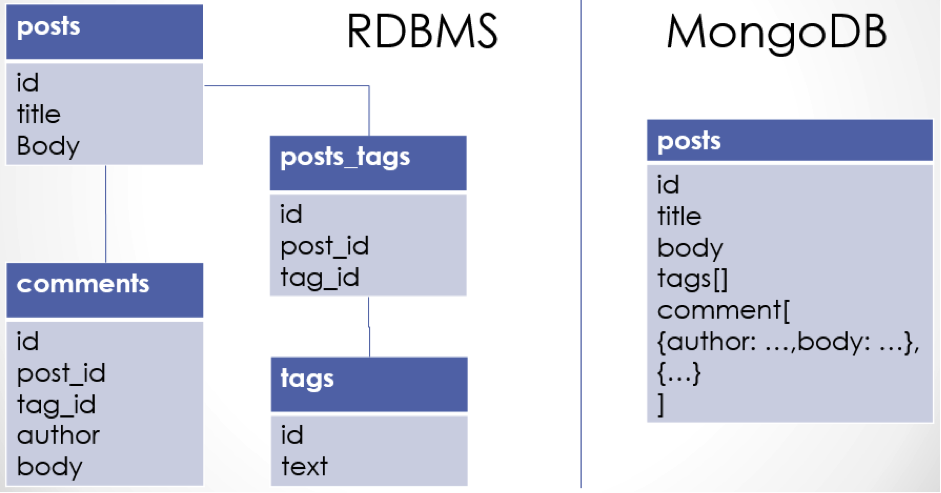 RDBMS
MongoDB
posts
id
title
Body
posts_tags
id
post_id
tag_id
comments
id
post_id
tag_id
author
body
tags
id
text
posts
id
title
body
tags[]
comment[
{author: …,body: …},
{…}
]